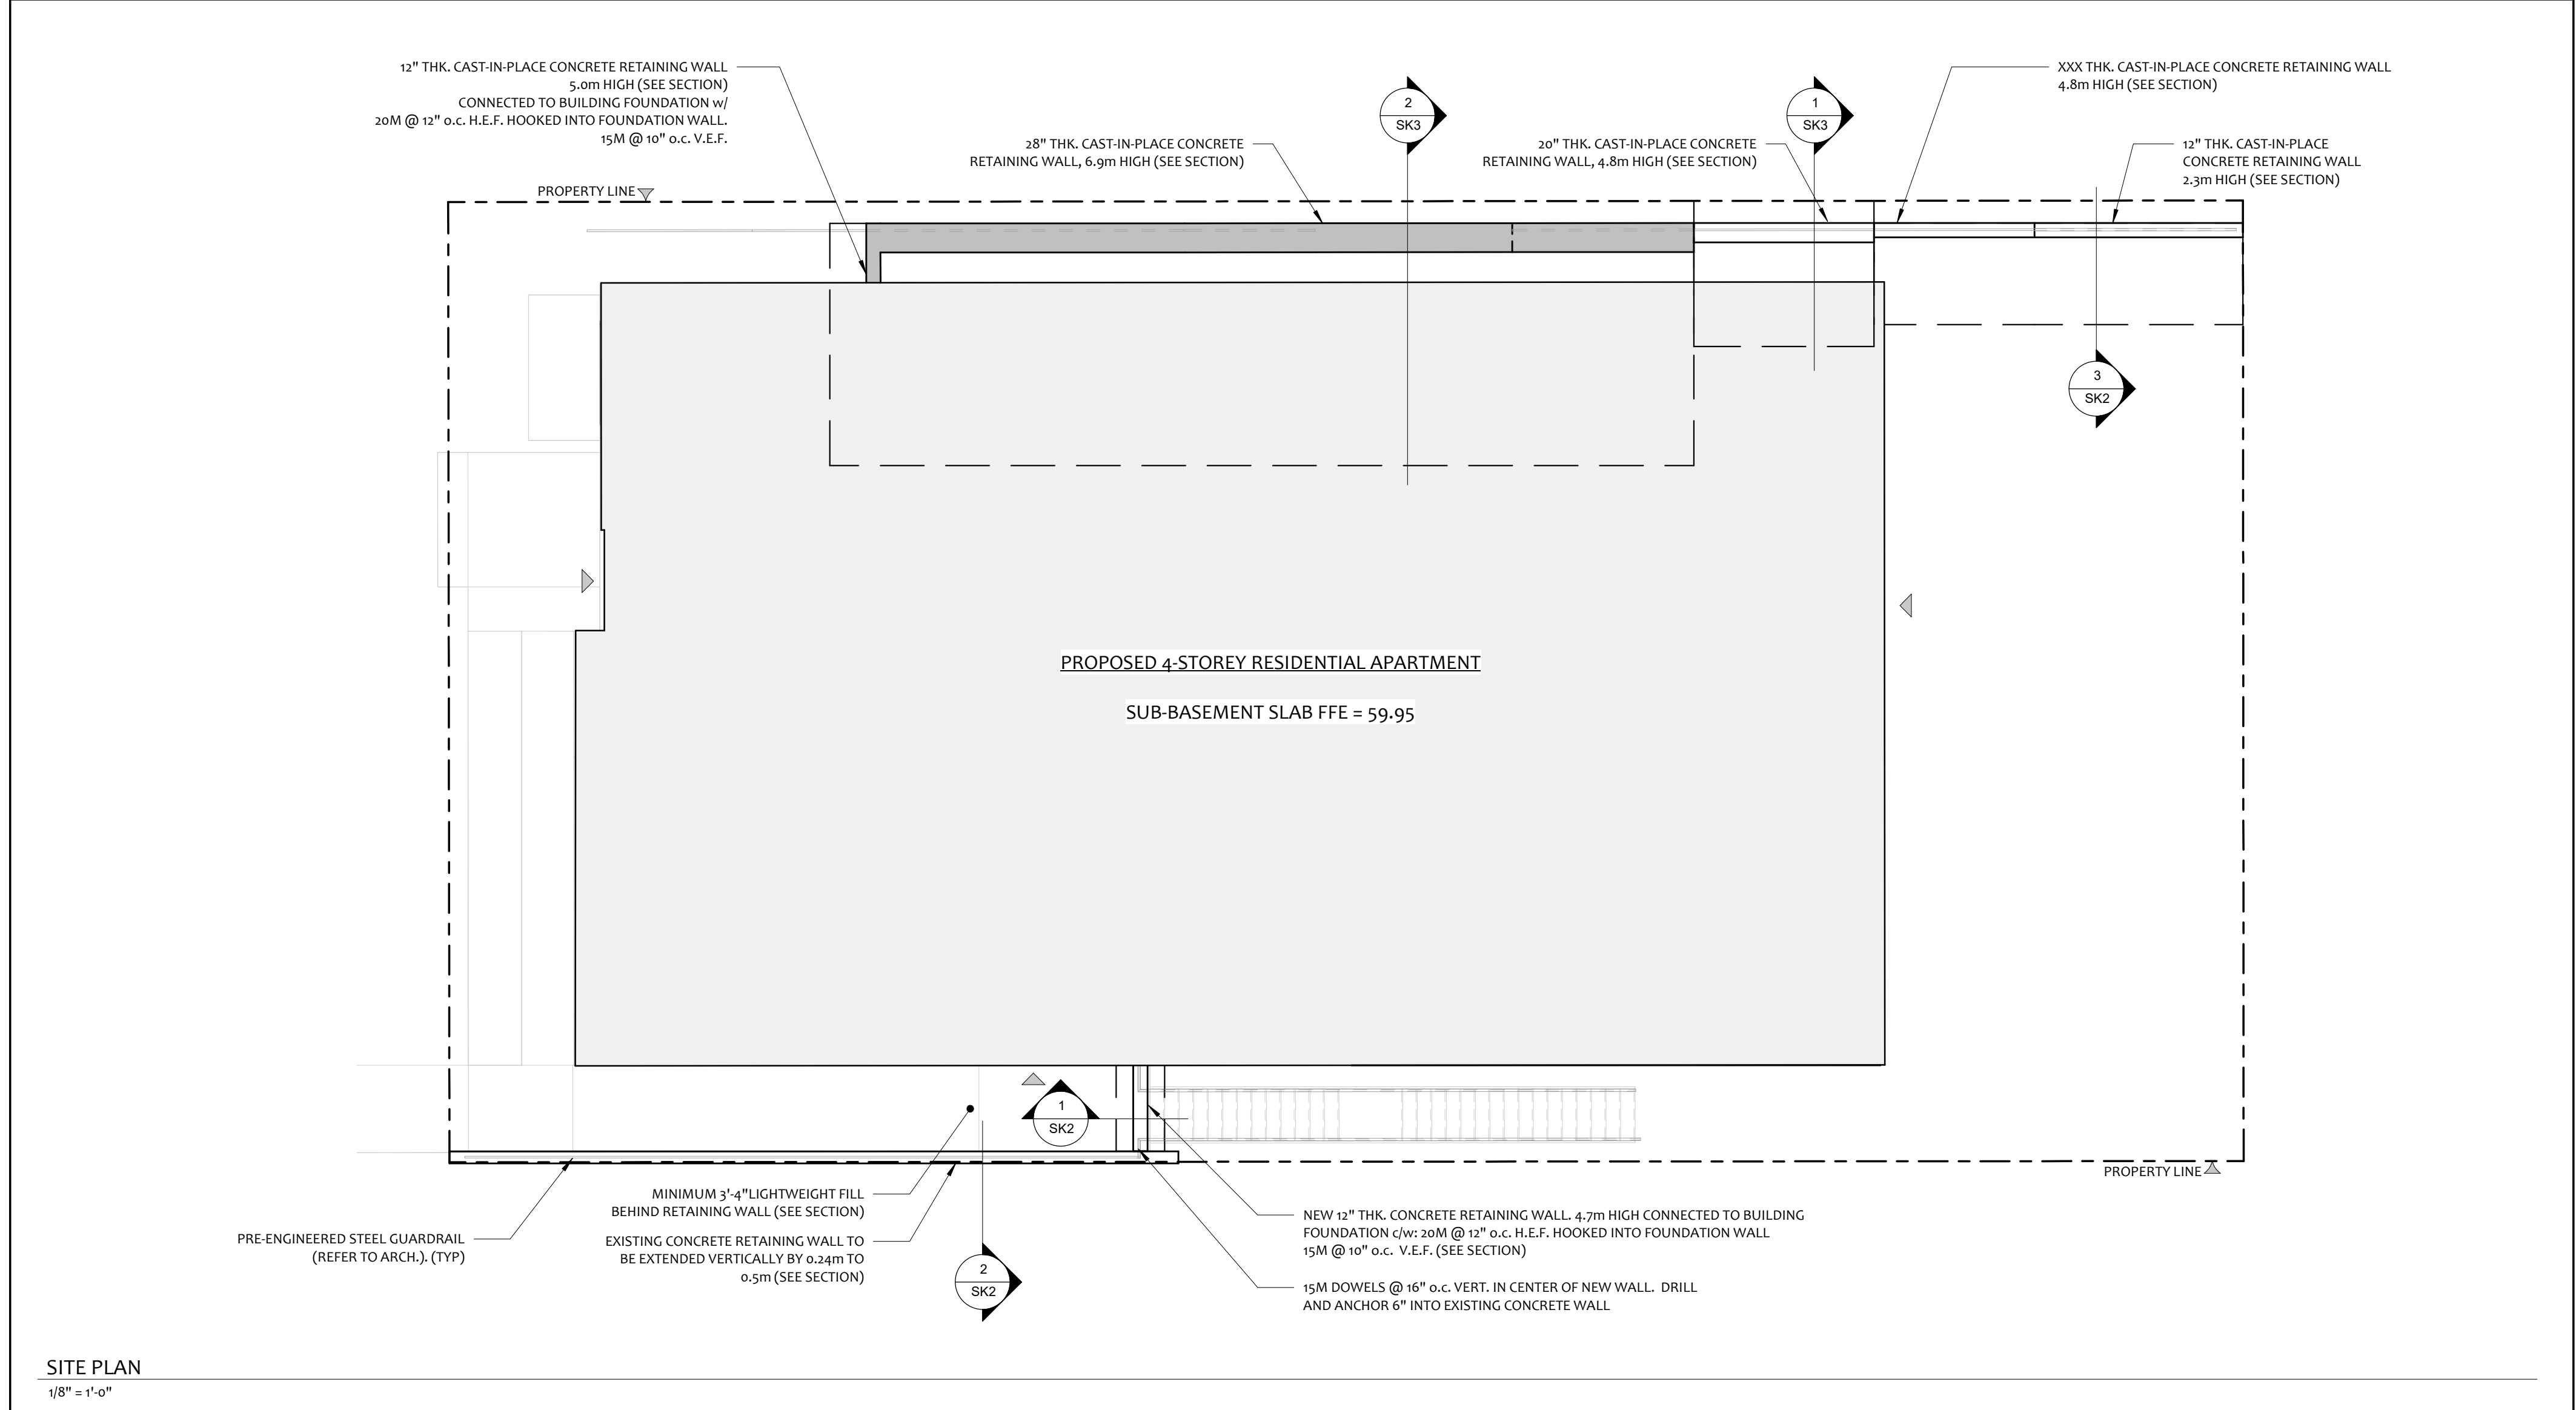 12" THK. CAST-IN-PLACE CONCRETE RETAINING WALL
5.0m HIGH (SEE SECTION)
CONNECTED TO BUILDING FOUNDATION w/
20M @ 12" o.c. H.E.F. HOOKED INTO FOUNDATION WALL.
15M @ 10" o.c. V.E.F.
28" THK. CAST-IN-PLACE CONCRETE
RETAINING WALL, 6.9m HIGH (SEE SECTION)
2
SK3
20" THK. CAST-IN-PLACE CONCRETE
RETAINING WALL, 4.8m HIGH (SEE SECTION)
1
SK3
XXX THK. CAST-IN-PLACE CONCRETE RETAINING WALL
4.8m HIGH (SEE SECTION)
12" THK. CAST-IN-PLACE
CONCRETE RETAINING WALL
2.3m HIGH (SEE SECTION)
PROPERTY LINE
3
SK2
PROPOSED 4-STOREY RESIDENTIAL APARTMENT
SUB-BASEMENT SLAB FFE = 59.95
1
SK2
PROPERTY LINE
MINIMUM 3'-4"LIGHTWEIGHT FILL
BEHIND RETAINING WALL (SEE SECTION)
PRE-ENGINEERED STEEL GUARDRAIL
(REFER TO ARCH.). (TYP)
EXISTING CONCRETE RETAINING WALL TO
BE EXTENDED VERTICALLY BY 0.24m TO
0.5m (SEE SECTION)
2
SK2
NEW 12" THK. CONCRETE RETAINING WALL. 4.7m HIGH CONNECTED TO BUILDING
FOUNDATION c/w: 20M @ 12" o.c. H.E.F. HOOKED INTO FOUNDATION WALL
15M @ 10" o.c. V.E.F. (SEE SECTION)
15M DOWELS @ 16" o.c. VERT. IN CENTER OF NEW WALL. DRILL
AND ANCHOR 6" INTO EXISTING CONCRETE WALL
SITE PLAN
1/8" = 1'-0"